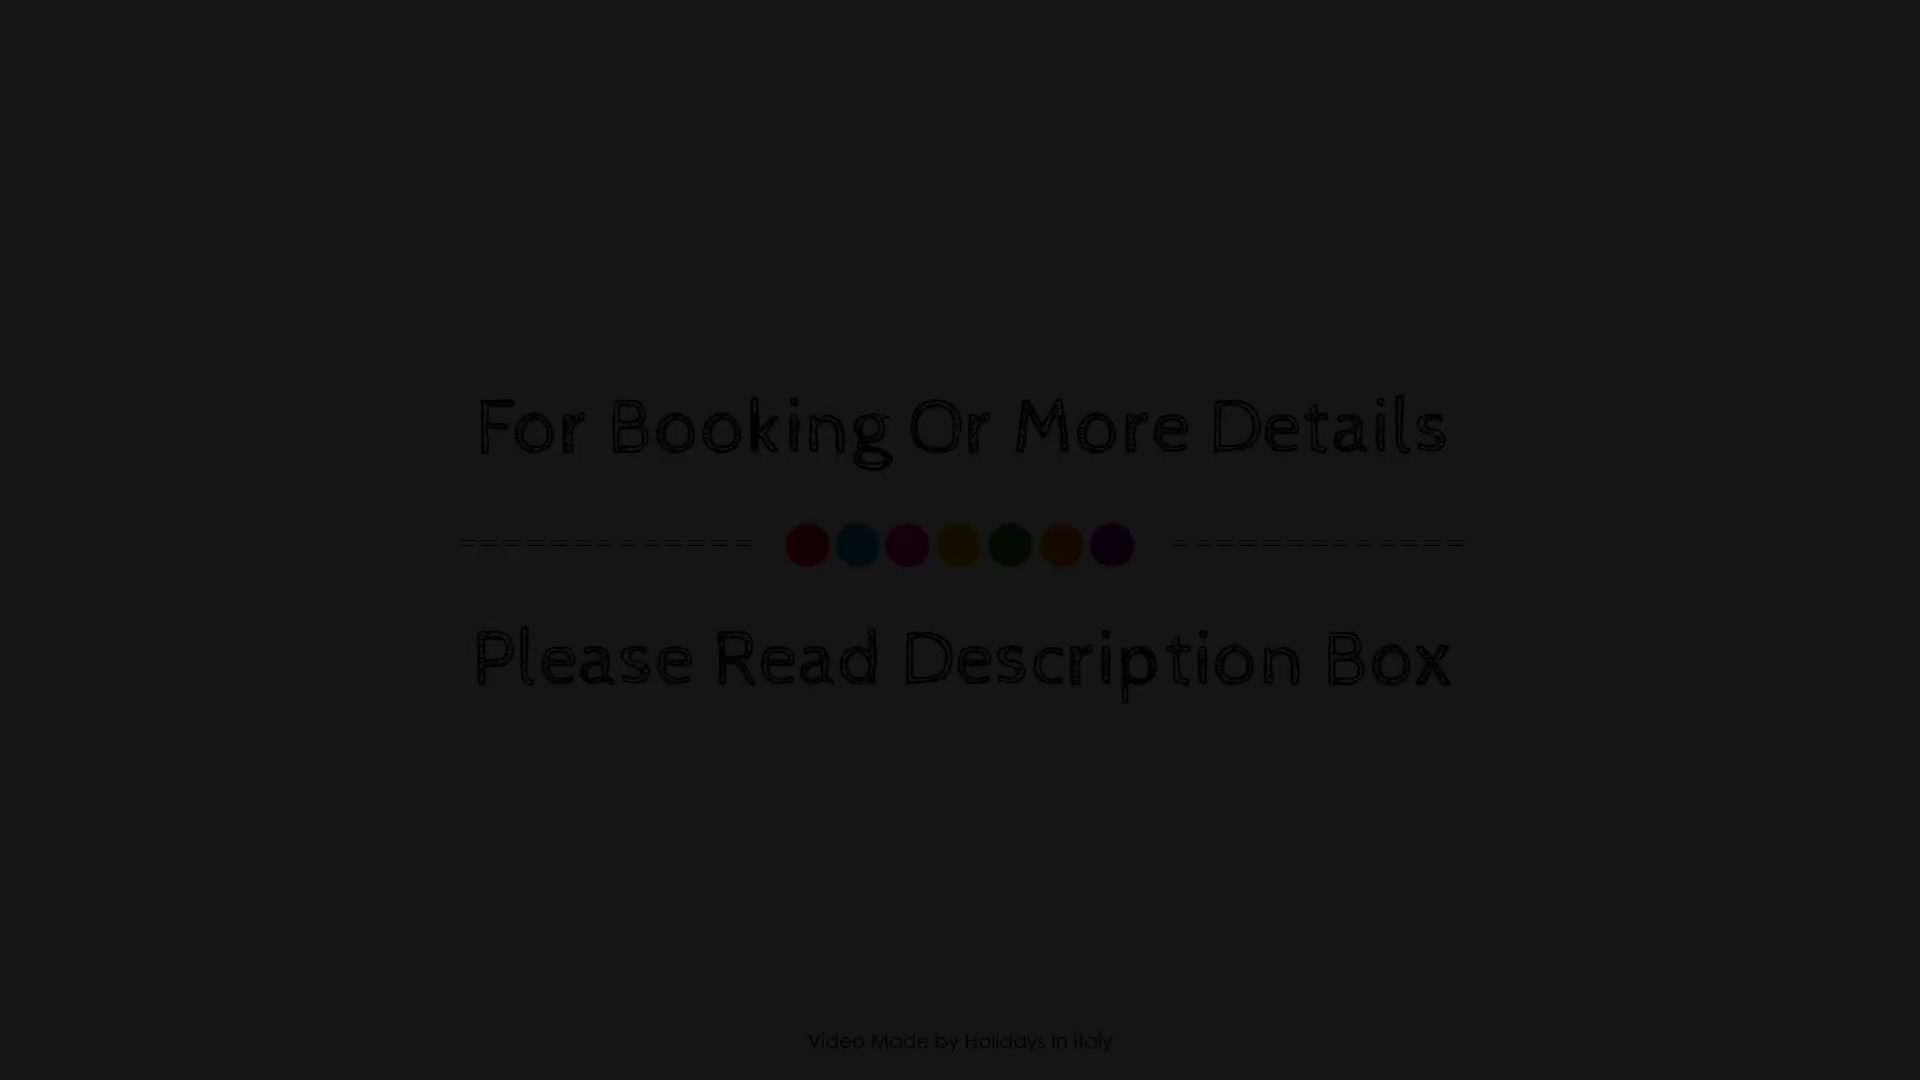 For Booking Or More Details
============= =============
Please Read Description Box
Video Made by Holidays In Italy